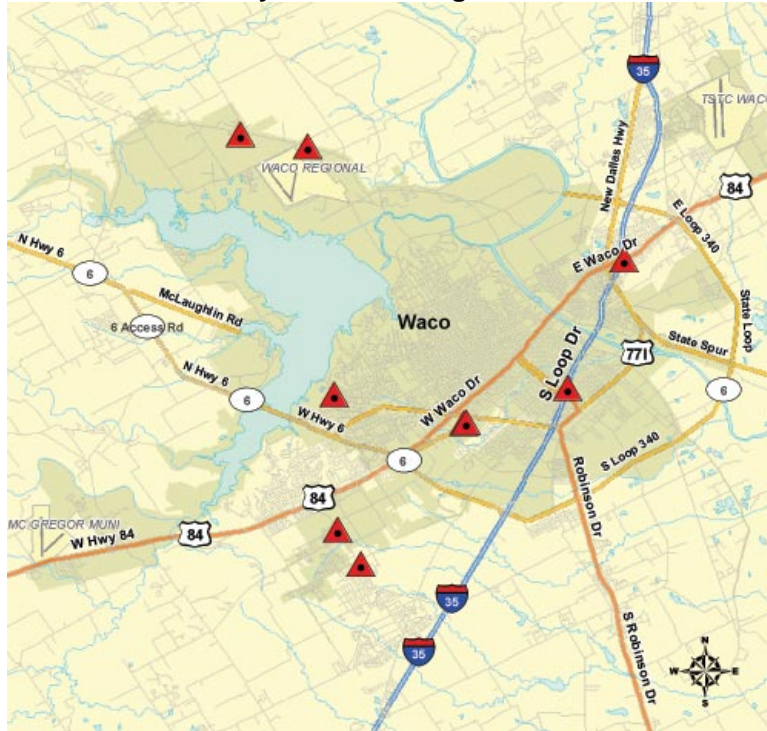 35
TSTC WACO
WACO REGIONAL
New Dallas Hwy
84
E Loop 340
N Hwy 6
6
E Waco Dr
McLaughlin Rd
Waco
State Loop
6 Access Rd
S Loop Dr
State Spur
771
N Hwy 6
6
W Waco Dr
6
W Hwy 6
6
S Loop 340
84
Robinson Dr
MC GREGOR MUNI
W Hwy 84
84
35
35
S Robinson Dr
N
W
E
S